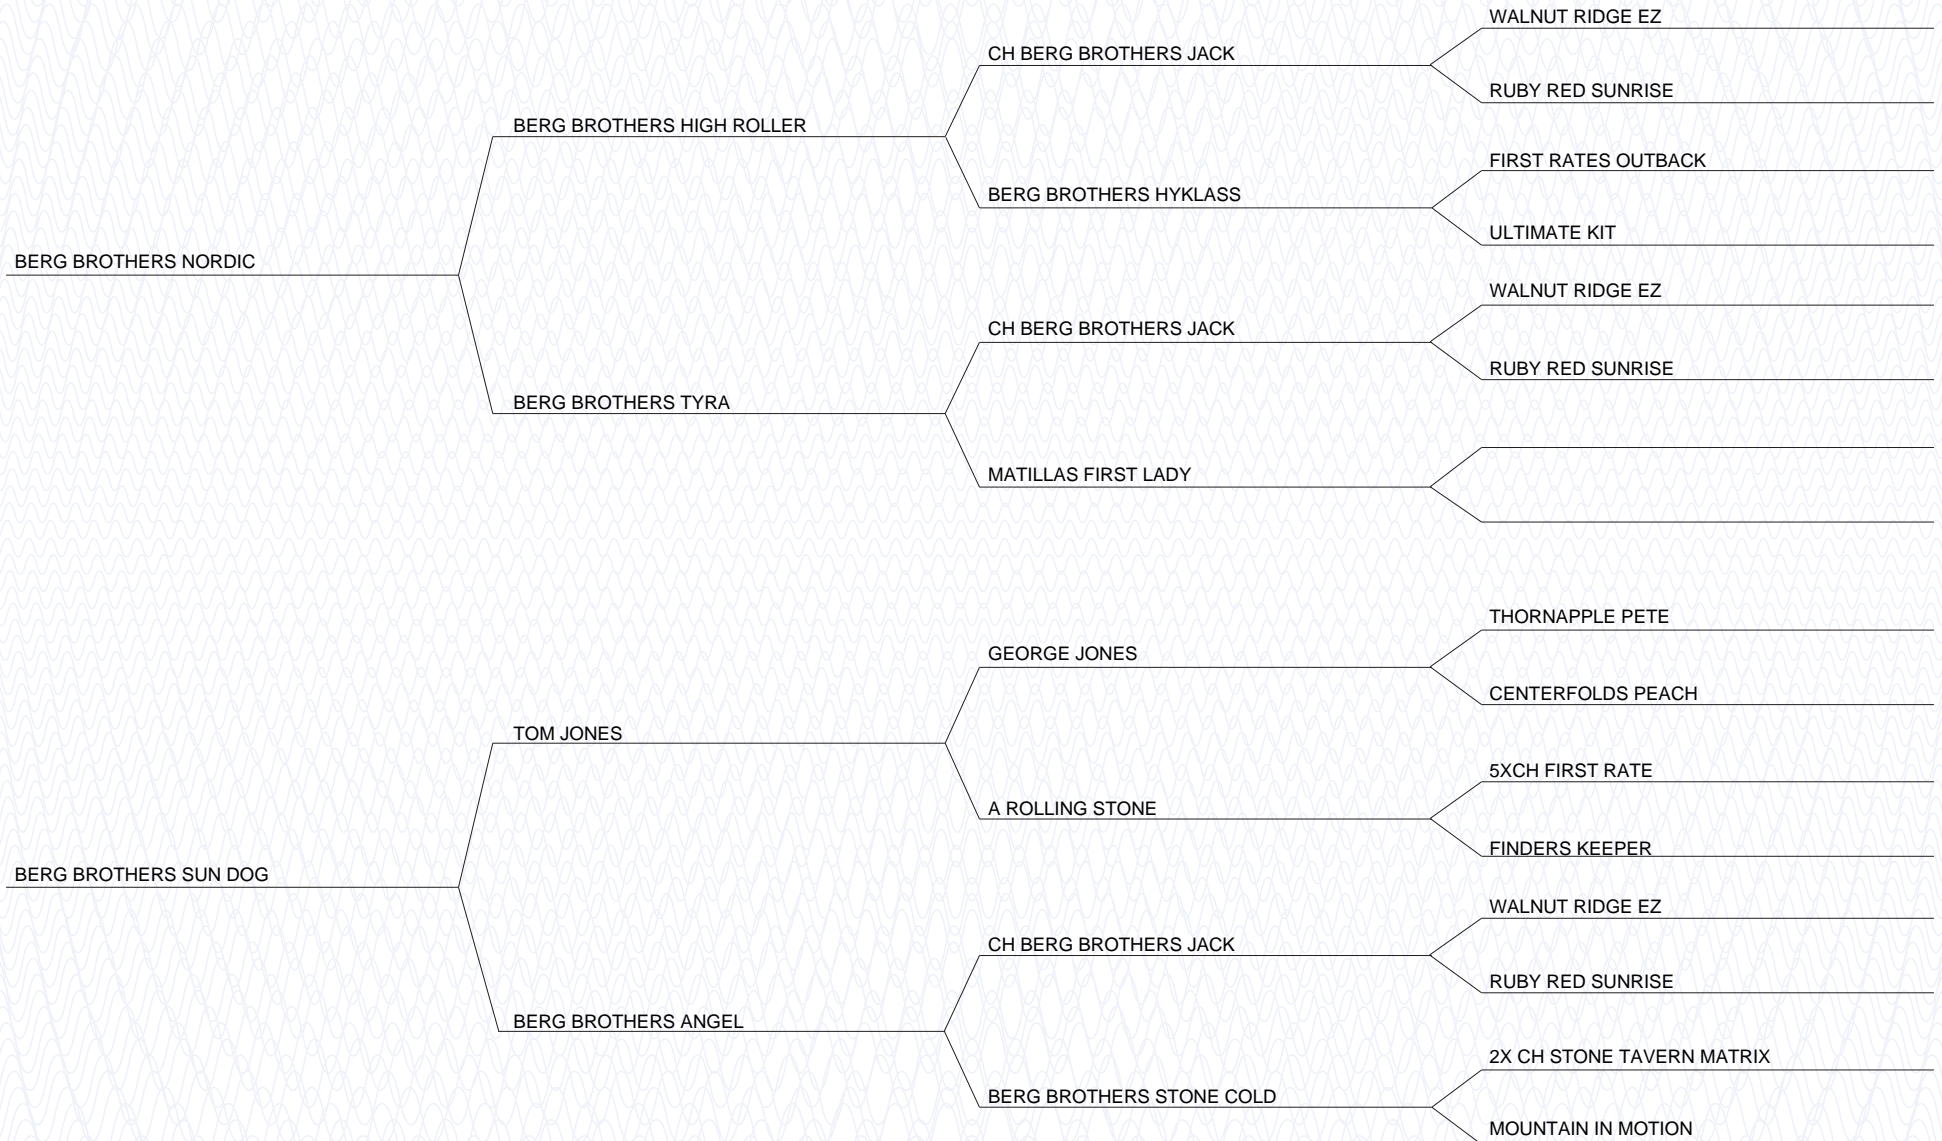 WALNUT RIDGE EZ
CH BERG BROTHERS JACK
RUBY RED SUNRISE
BERG BROTHERS HIGH ROLLER
FIRST RATES OUTBACK
BERG BROTHERS HYKLASS
ULTIMATE KIT
BERG BROTHERS NORDIC
WALNUT RIDGE EZ
CH BERG BROTHERS JACK
RUBY RED SUNRISE
BERG BROTHERS TYRA
MATILLAS FIRST LADY
THORNAPPLE PETE
GEORGE JONES
CENTERFOLDS PEACH
TOM JONES
5XCH FIRST RATE
A ROLLING STONE
FINDERS KEEPER
BERG BROTHERS SUN DOG
WALNUT RIDGE EZ
CH BERG BROTHERS JACK
RUBY RED SUNRISE
BERG BROTHERS ANGEL
2X CH STONE TAVERN MATRIX
BERG BROTHERS STONE COLD
MOUNTAIN IN MOTION